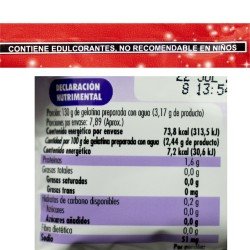 CONTIENE EDULCORANTES, NO RECOMENDABLE EN NIÑOS
22 JUL
8 13:54
DECLARACIÓN
NUTRIMENTAL
Porción: 130 g de gelatina preparada con agua (3,17 g de producto)
Porciones por envase: 7,89 (Aprox.)
Contenido energético por envase 73,8 kcal (313,5 kJ)
Cantidad por 100 g de gelatina preparada con agua (2,44 g de producto)
Contenido energético 7,2 kcal (30,6 kJ)
Proteínas 1,6 g
Grasas totales 0,0 g
Grasas saturadas 0,0 g
Grasas trans 0 mg
Hidratos de carbono disponibles 0,2 g
Azúcares 0,0 g
Azúcares añadidos 0,0 g
Fibra dietética 0,0 g
Sodio 51 mg